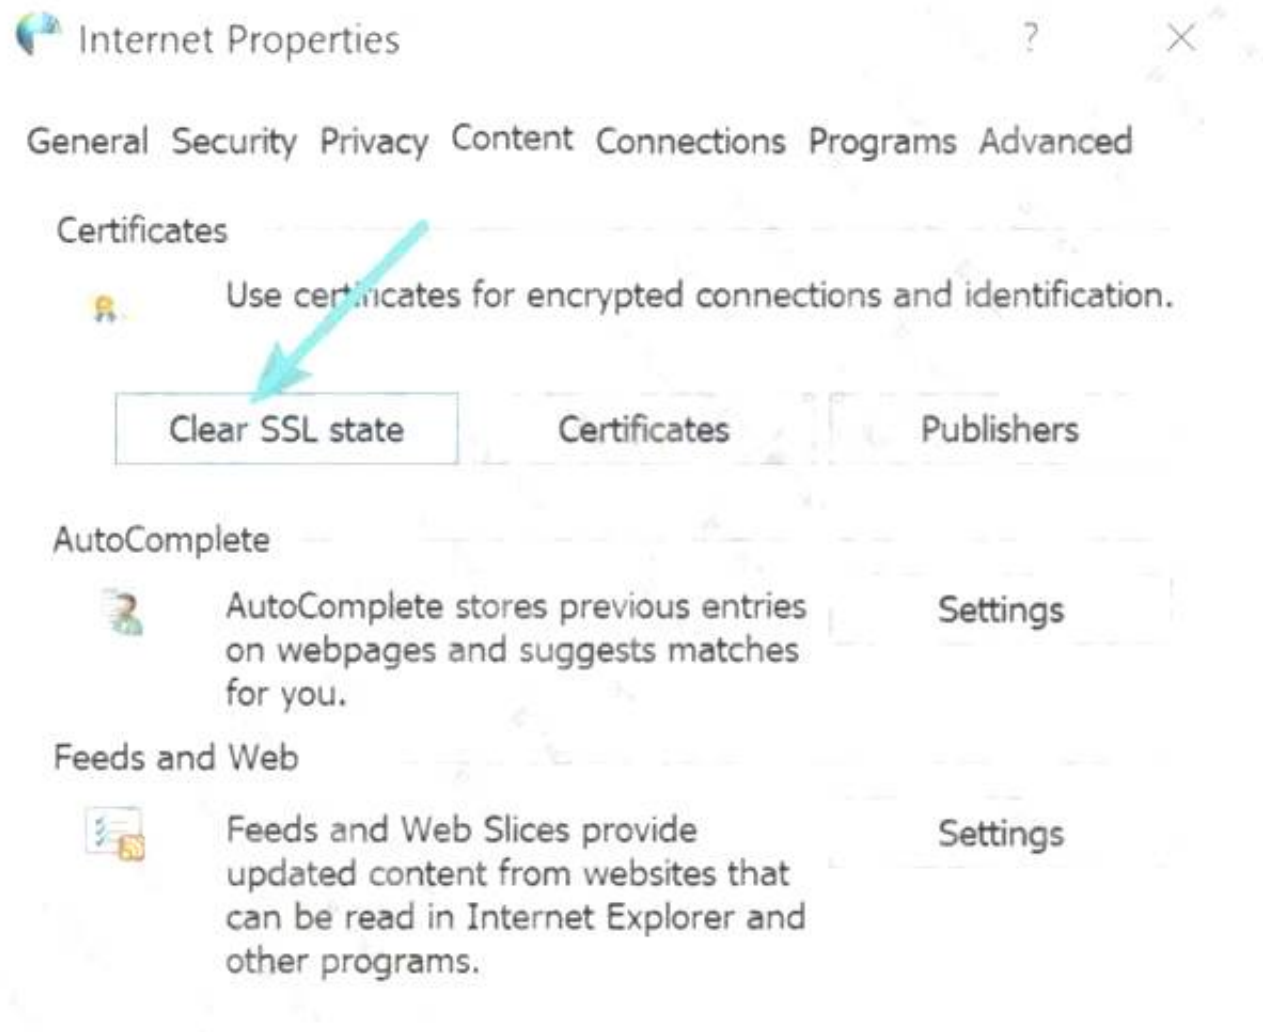 Internet Properties
?
General Security Privacy Content Connections Programs Advanced
Certificates
Use certificates for encrypted connections and identification.
Clear SSL state
Certificates
Publishers
AutoComplete
AutoComplete stores previous entries
on webpages and suggests matches
for you.
Settings
Feeds and Web
Feeds and Web Slices provide
updated content from websites that
can be read in Internet Explorer and
other programs.
Settings